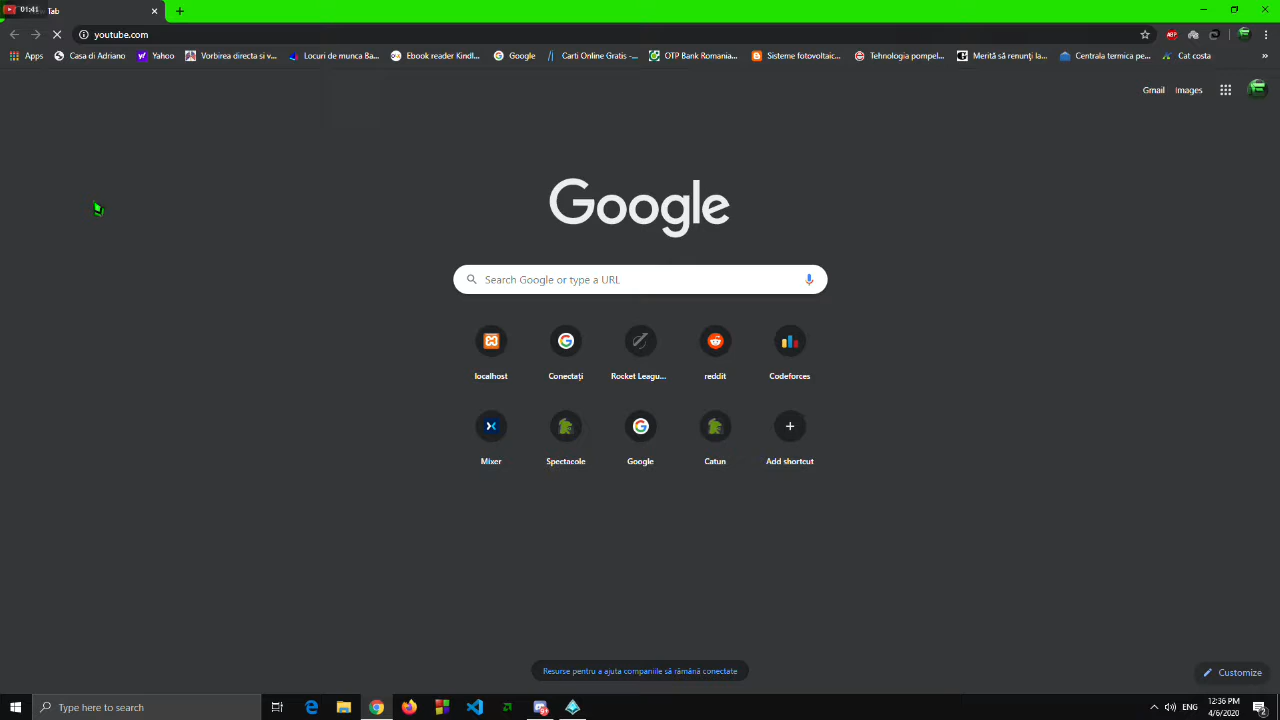 01:41
Tab
youtube.com
Apps
Casa di Adriano
Yahoo
Vorbirea directa si v...
Locuri de munca Ba...
Ebook reader Kindl...
Google
Carti Online Gratis -...
OTP Bank Romania...
Sisteme fotovoltaic...
Tehnologia pompel...
Merită să renunţi la...
Centrala termica pe...
Cat costa
»
Gmail
Images
Google
Search Google or type a URL
localhost
Conectați
Rocket Leagu...
reddit
Codeforces
Mixer
Spectacole
Google
Catun
Add shortcut
Resurse pentru a ajuta companiile să rămână conectate
Customize
Type here to search
ENG
12:36 PM
4/6/2020
2